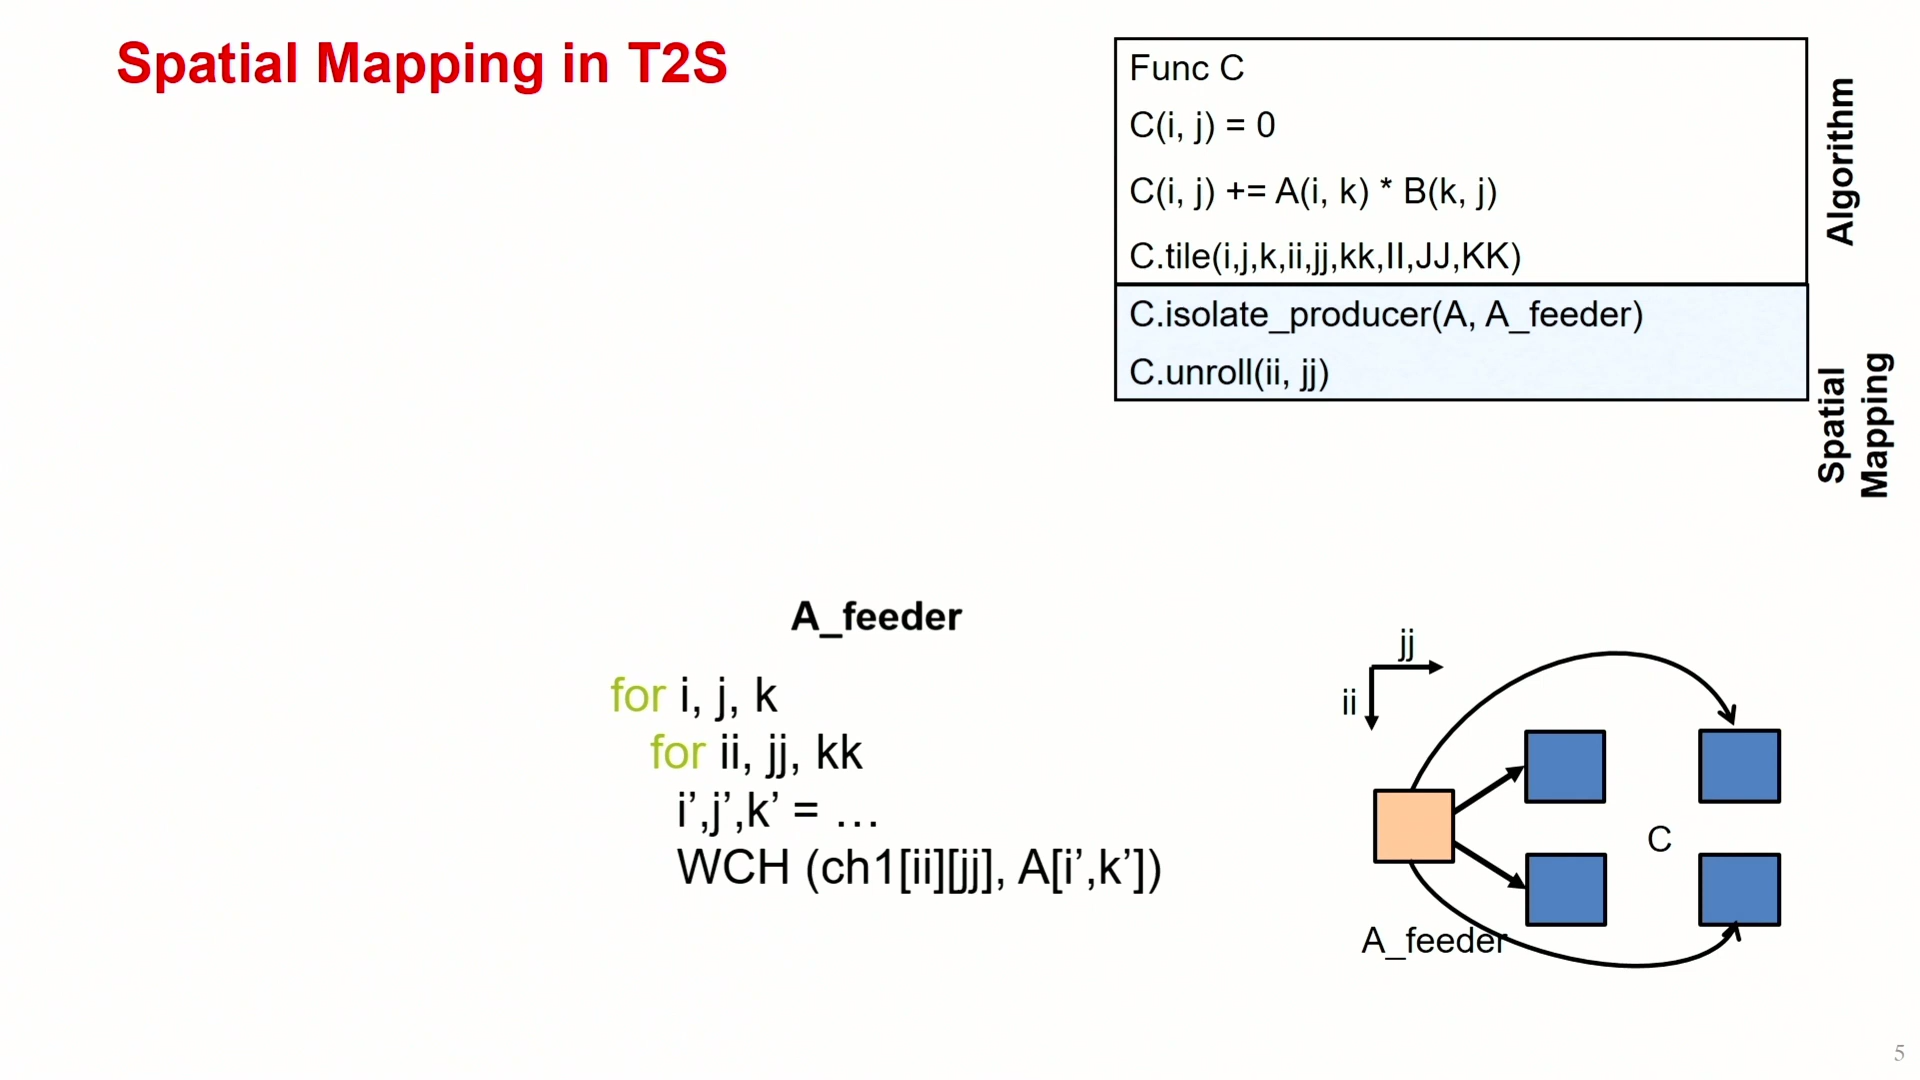 Spatial Mapping in T2S
Func C
C(i, j) = 0
C(i, j) += A(i, k) * B(k, j)
C.tile(i,j,k,ii,jj,kk,II,JJ,KK)
Algorithm
C.isolate_producer(A, A_feeder)
C.unroll(ii, jj)
Spatial
Mapping
A_feeder
for i, j, k
for ii, jj, kk
i’,j’,k’ = …
WCH (ch1[ii][jj], A[i’,k’])
jj
ii
C
A_feeder
5